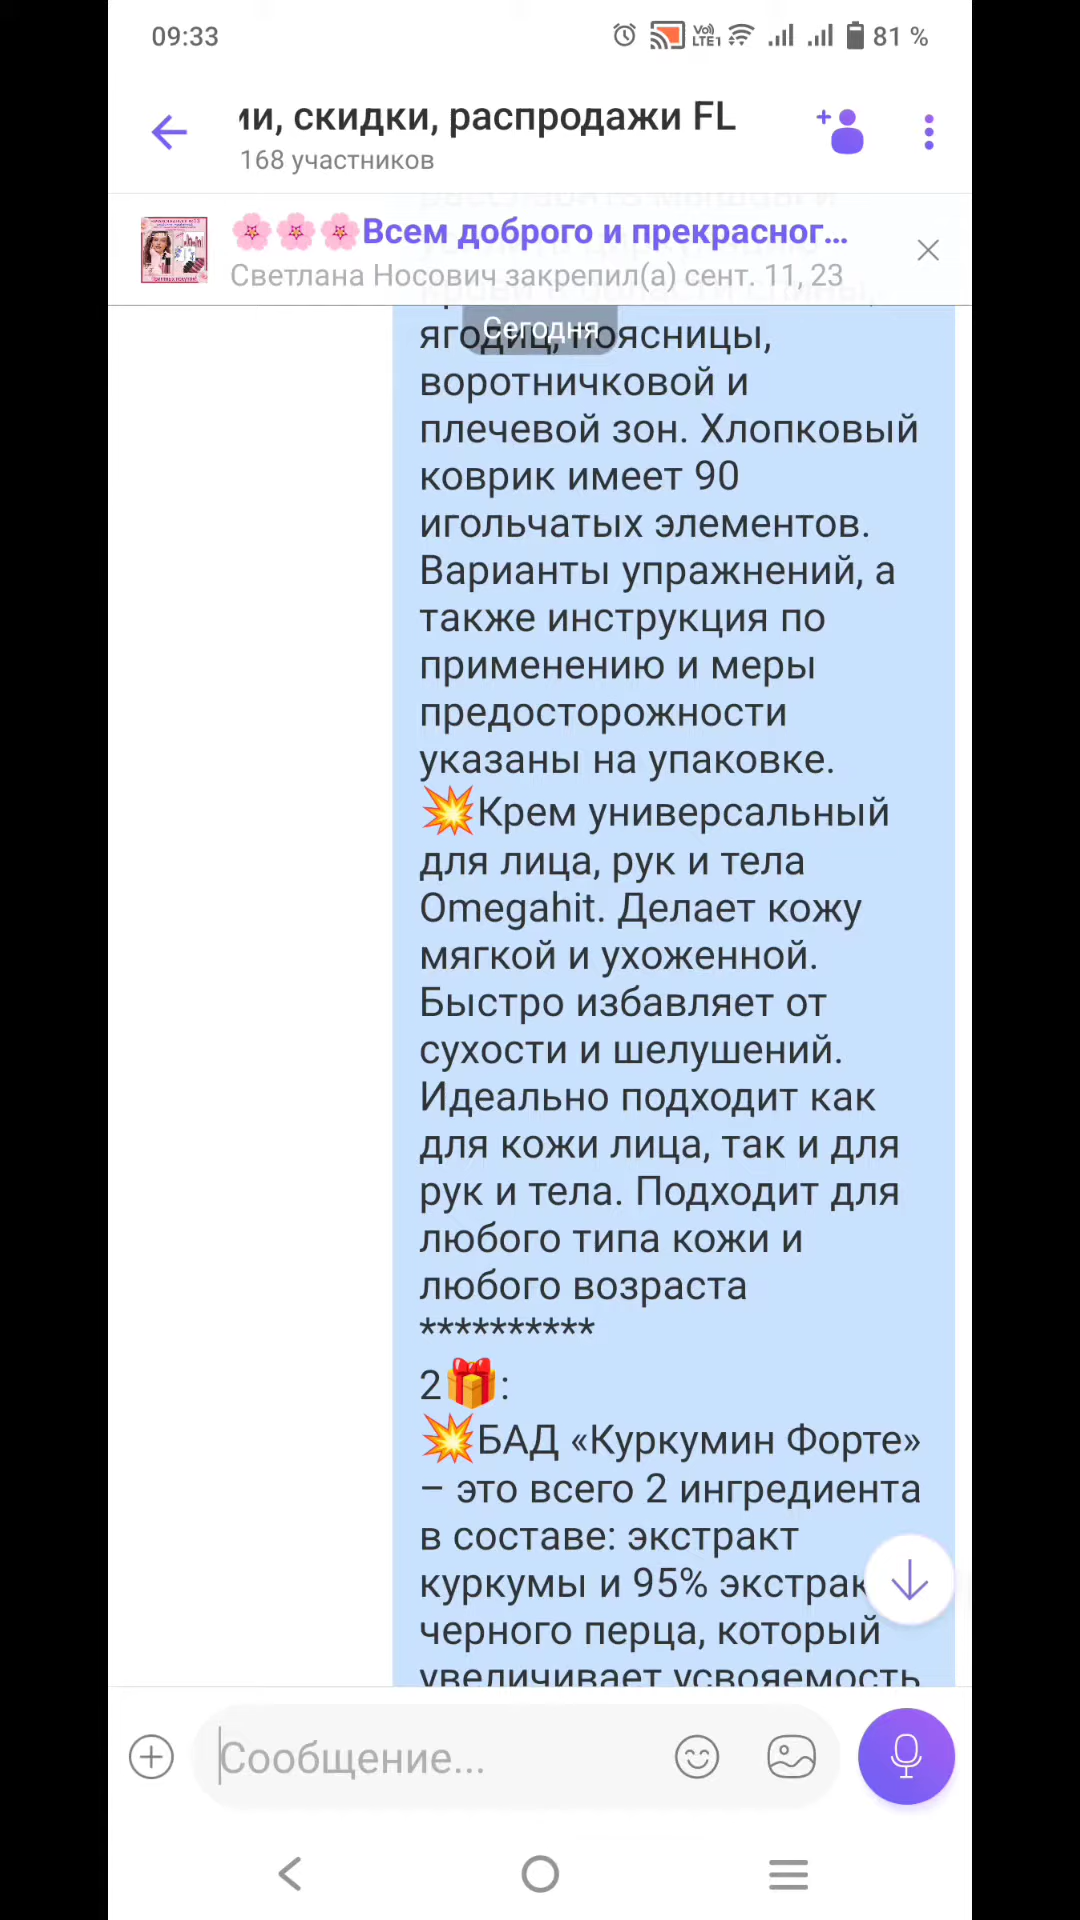 09:33
VoLTE1
81 %
ии, скидки, распродажи FL
168 участников
🌸🌸🌸Всем доброго и прекрасног...
Светлана Носович закрепил(а) сент. 11, 23
Сегодня
ягодиц, поясницы,
воротничковой и
плечевой зон. Хлопковый
коврик имеет 90
игольчатых элементов.
Варианты упражнений, а
также инструкция по
применению и меры
предосторожности
указаны на упаковке.
💥Крем универсальный
для лица, рук и тела
Omegahit. Делает кожу
мягкой и ухоженной.
Быстро избавляет от
сухости и шелушений.
Идеально подходит как
для кожи лица, так и для
рук и тела. Подходит для
любого типа кожи и
любого возраста
**********
2🎁:
💥БАД «Куркумин Форте»
– это всего 2 ингредиента
в составе: экстракт
куркумы и 95% экстрак
черного перца, который
увеличивает усвояемость
Сообщение...